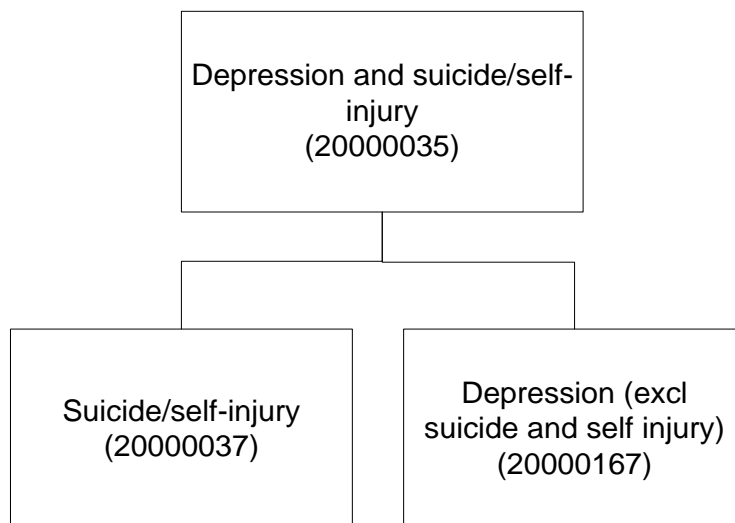 Depression and suicide/self-
injury
(20000035)
Suicide/self-injury
(20000037)
Depression (excl
suicide and self injury)
(20000167)